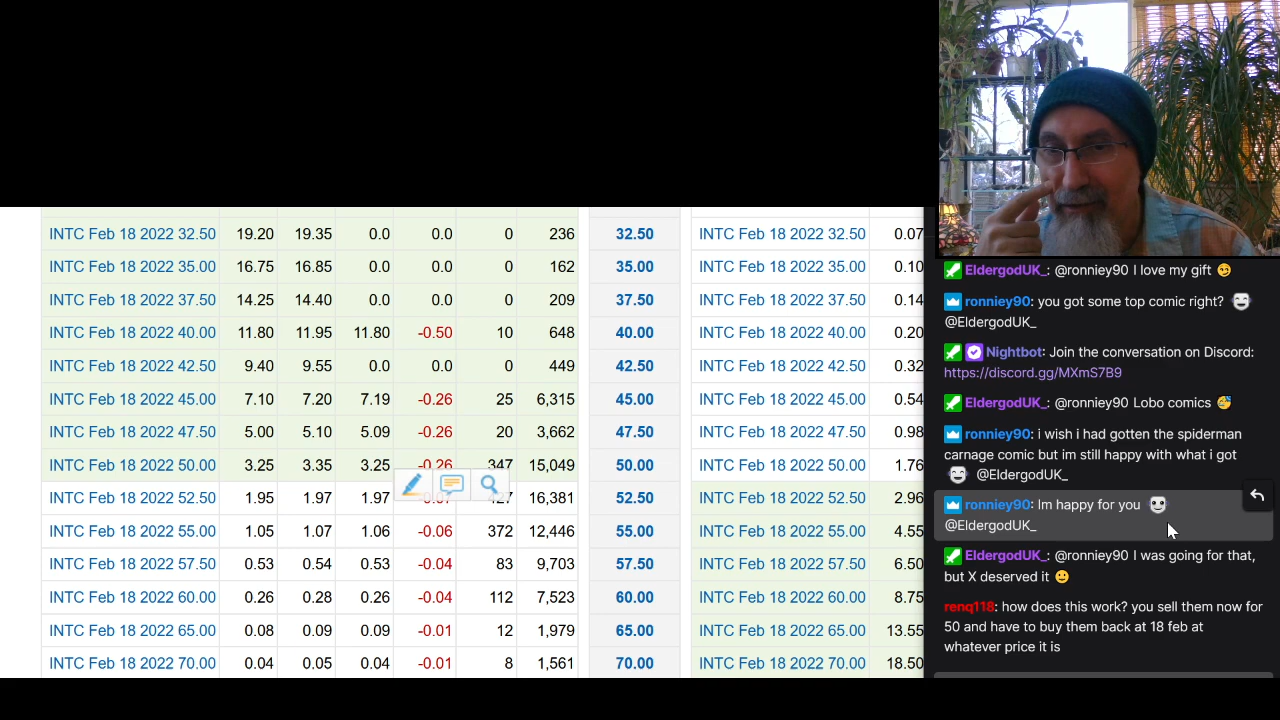 INTC Feb 18 2022 32.50 19.20 19.35 0.0 0.0 0 236 32.50 INTC Feb 18 2022 32.50 0.07
INTC Feb 18 2022 35.00 16.75 16.85 0.0 0.0 0 162 35.00 INTC Feb 18 2022 35.00 0.10
INTC Feb 18 2022 37.50 14.25 14.40 0.0 0.0 0 209 37.50 INTC Feb 18 2022 37.50 0.14
INTC Feb 18 2022 40.00 11.80 11.95 11.80 -0.50 10 648 40.00 INTC Feb 18 2022 40.00 0.20
INTC Feb 18 2022 42.50 9.40 9.55 0.0 0.0 0 449 42.50 INTC Feb 18 2022 42.50 0.32
INTC Feb 18 2022 45.00 7.10 7.20 7.19 -0.26 25 6,315 45.00 INTC Feb 18 2022 45.00 0.54
INTC Feb 18 2022 47.50 5.00 5.10 5.09 -0.26 20 3,662 47.50 INTC Feb 18 2022 47.50 0.98
INTC Feb 18 2022 50.00 3.25 3.35 3.25 -0.26 347 15,049 50.00 INTC Feb 18 2022 50.00 1.76
INTC Feb 18 2022 52.50 1.95 1.97 1.97 16,381 52.50 INTC Feb 18 2022 52.50 2.96
INTC Feb 18 2022 55.00 1.05 1.07 1.06 -0.06 372 12,446 55.00 INTC Feb 18 2022 55.00 4.55
INTC Feb 18 2022 57.50 0.53 0.54 0.53 -0.04 83 9,703 57.50 INTC Feb 18 2022 57.50 6.50
INTC Feb 18 2022 60.00 0.26 0.28 0.26 -0.04 112 7,523 60.00 INTC Feb 18 2022 60.00 8.75
INTC Feb 18 2022 65.00 0.08 0.09 0.09 -0.01 12 1,979 65.00 INTC Feb 18 2022 65.00 13.55
INTC Feb 18 2022 70.00 0.04 0.05 0.04 -0.01 8 1,561 70.00 INTC Feb 18 2022 70.00 18.50
EldergodUK_: @ronniey90 I love my gift 😏
ronniey90: you got some top comic right?
@EldergodUK_
Nightbot: Join the conversation on Discord:
https://discord.gg/MXmS7B9
EldergodUK_: @ronniey90 Lobo comics 😅
ronniey90: i wish i had gotten the spiderman
carnage comic but im still happy with what i got
@EldergodUK_
ronniey90: Im happy for you
@EldergodUK_
EldergodUK_: @ronniey90 I was going for that,
but X deserved it 🙂
renq118: how does this work? you sell them now for
50 and have to buy them back at 18 feb at
whatever price it is